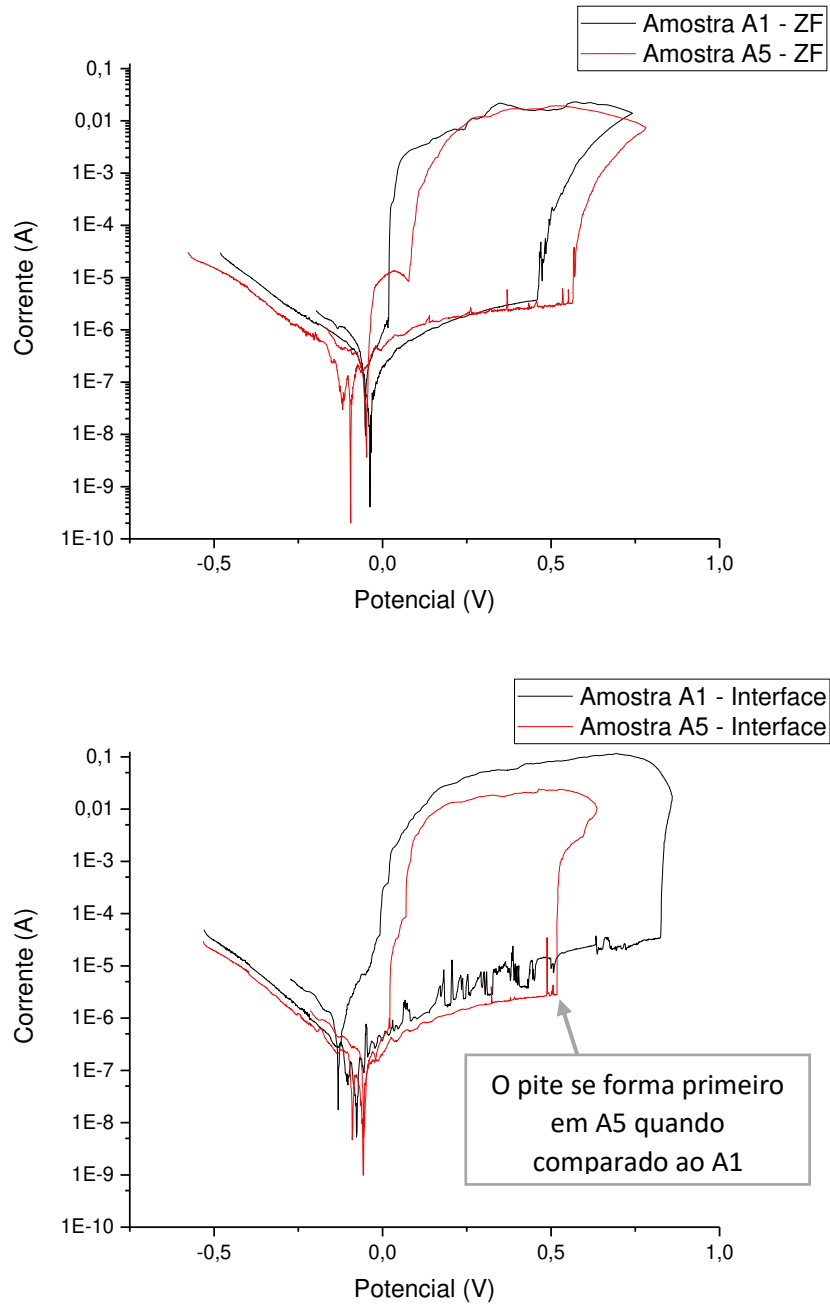 Amostra A1 - ZF
Amostra A5 - ZF
0,1
0,01
1E-3
1E-4
1E-5
1E-6
1E-7
1E-8
1E-9
1E-10
Corrente (A)
-0,5
0,0
0,5
1,0
Potencial (V)
Amostra A1 - Interface
Amostra A5 - Interface
0,1
0,01
1E-3
1E-4
1E-5
1E-6
1E-7
1E-8
1E-9
1E-10
Corrente (A)
O pite se forma primeiro
em A5 quando
comparado ao A1
-0,5
0,0
0,5
1,0
Potencial (V)